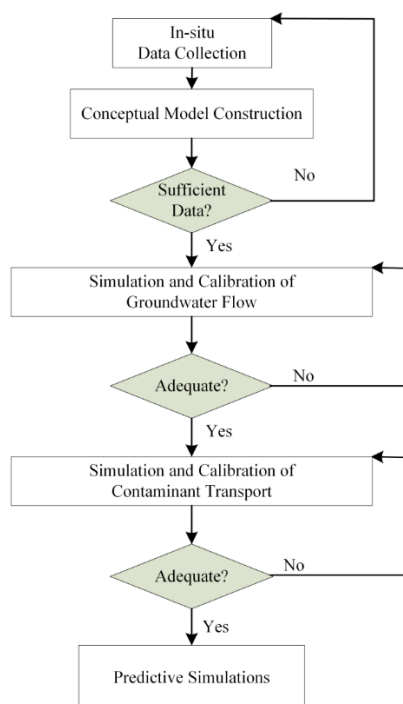 In-situ
Data Collection
Conceptual Model Construction
Sufficient
Data?
No
Yes
Simulation and Calibration of
Groundwater Flow
Adequate?
No
Yes
Simulation and Calibration of
Contaminant Transport
Adequate?
No
Yes
Predictive Simulations